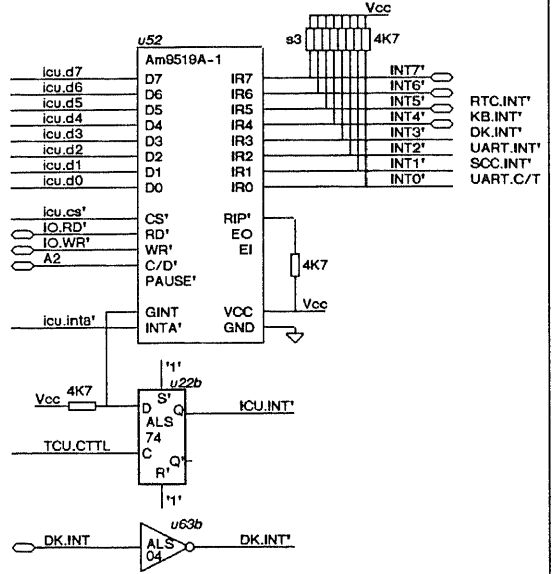 Vcc
u52
s3
4K7
Am9519A-1
icu.d7 D7 IR7 INT7'
icu.d6 D6 IR6 INT6'
icu.d5 D5 IR5 INT5' RTC.INT'
icu.d4 D4 IR4 INT4' KB.INT'
icu.d3 D3 IR3 INT3' DK.INT'
icu.d2 D2 IR2 INT2' UART.INT'
icu.d1 D1 IR1 INT1' SCC.INT'
icu.d0 D0 IR0 INT0' UART.C/T
icu.cs' CS' RIP'
IO.RD' RD' EO
IO.WR' WR' EI
A2 C/D' 4K7
PAUSE'
GINT VCC Vcc
icu.inta' INTA' GND
'1'
u22b
4K7 S'
Vcc D Q ICU.INT'
ALS
74
TCU.CTTL C
Q'
R'
'1'
u63b
DK.INT ALS DK.INT'
04